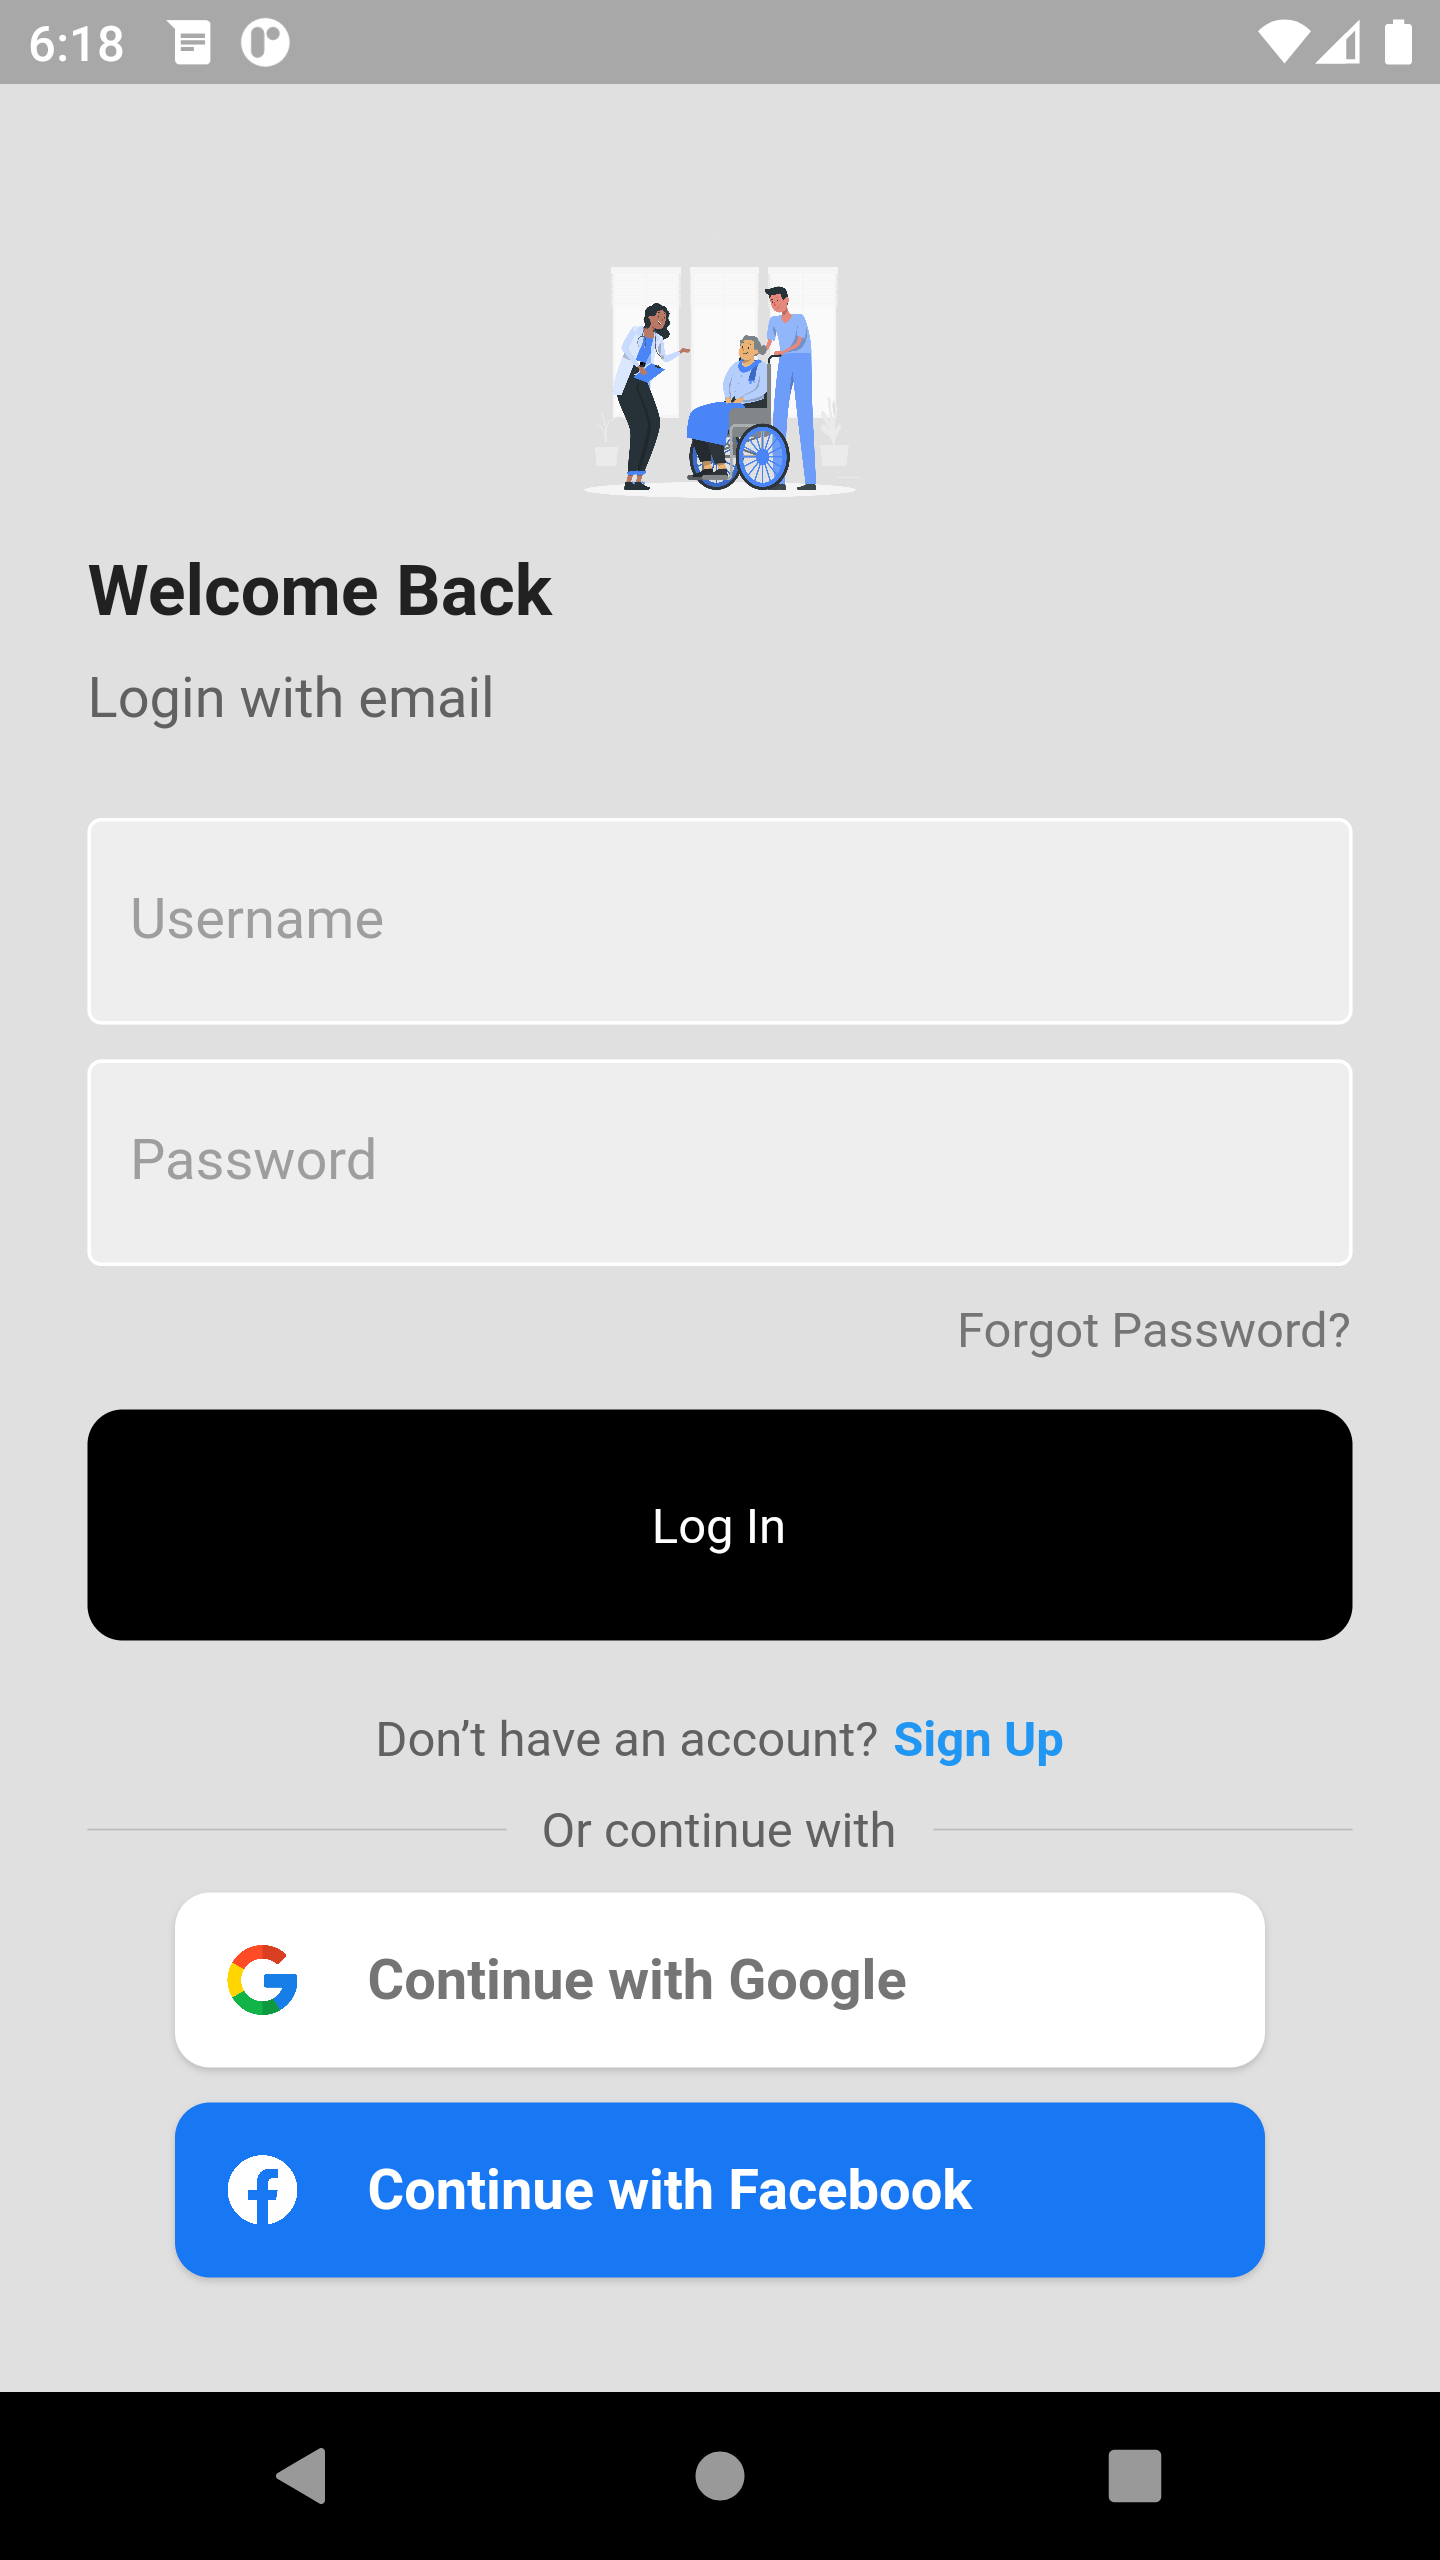 6:18
Welcome Back
Login with email
Username
Password
Forgot Password?
Log In
Don’t have an account? Sign Up
Or continue with
Continue with Google
Continue with Facebook